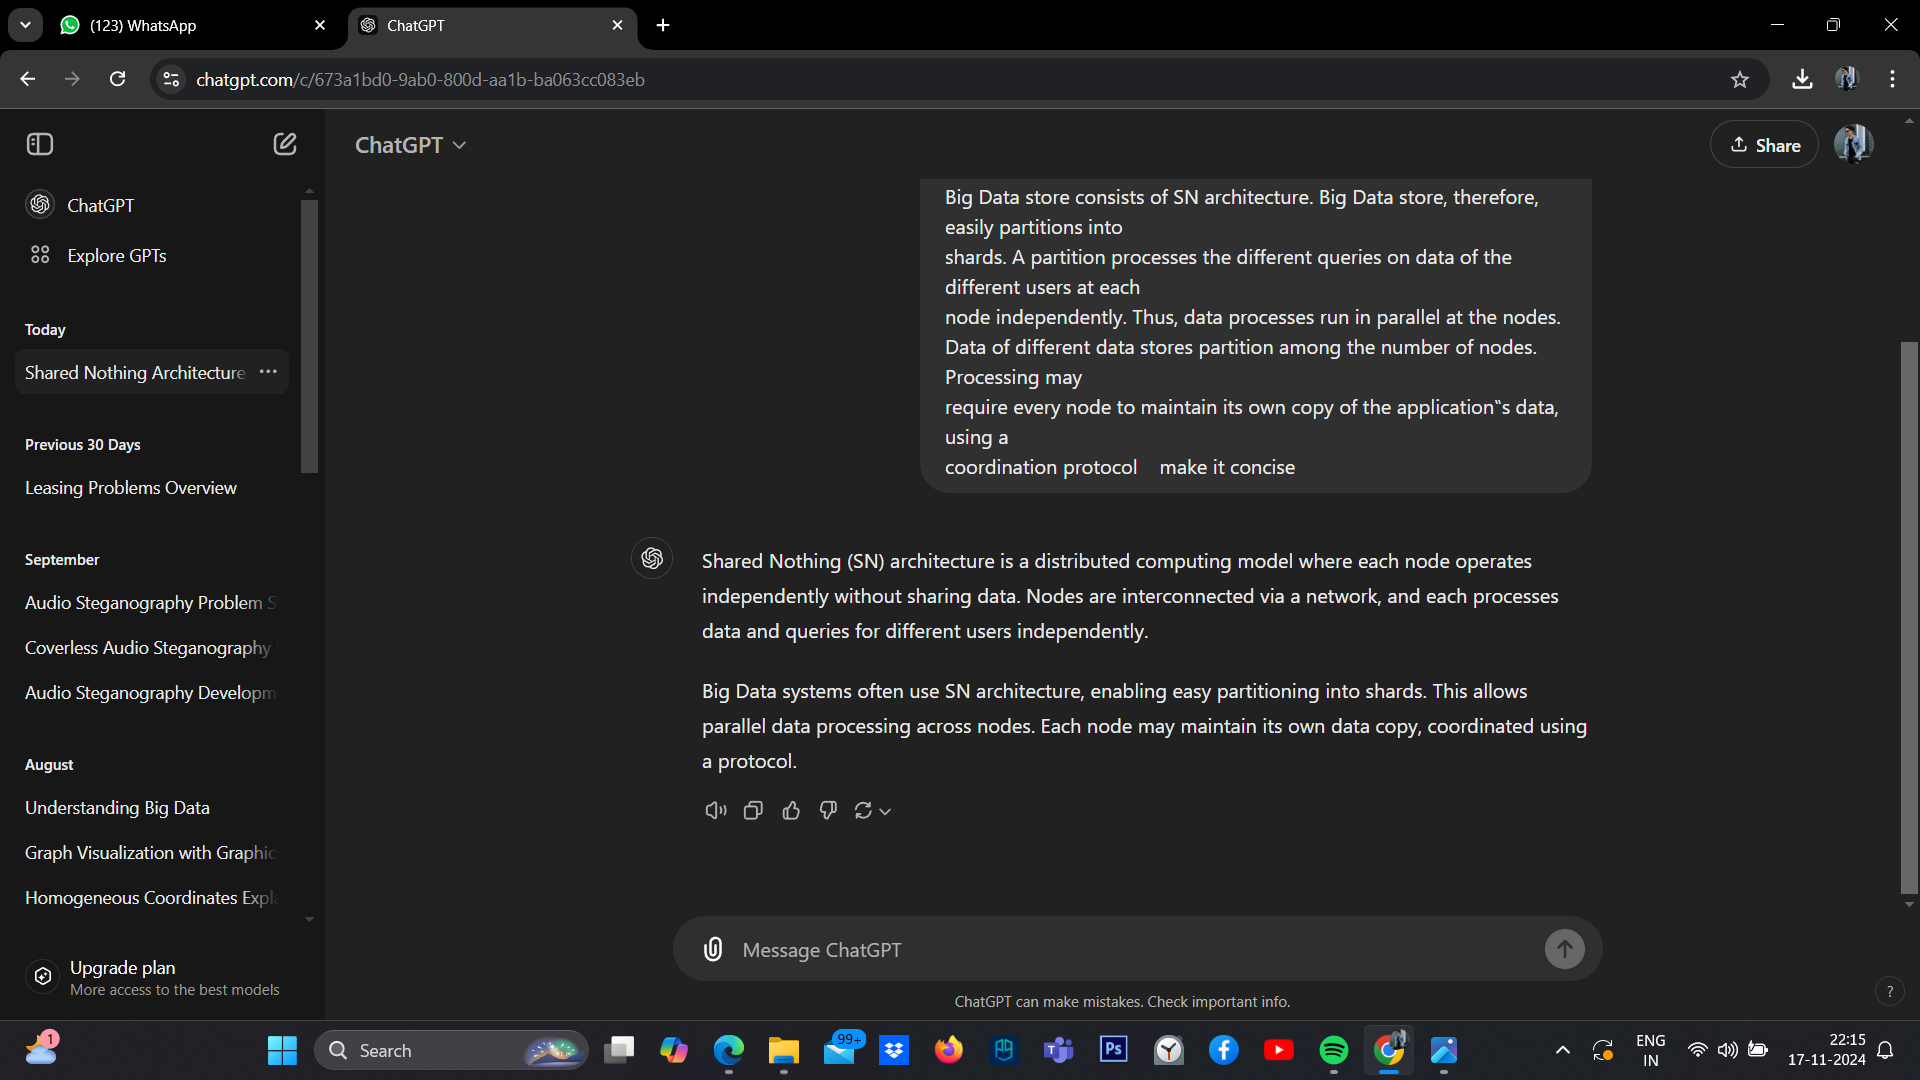 (123) WhatsApp
ChatGPT
chatgpt.com/c/673a1bd0-9ab0-800d-aa1b-ba063cc083eb
ChatGPT
Share
ChatGPT
Explore GPTs
Today
Shared Nothing Architecture
Previous 30 Days
Leasing Problems Overview
September
Audio Steganography Problem S
Coverless Audio Steganography
Audio Steganography Developm
August
Understanding Big Data
Graph Visualization with Graphic
Homogeneous Coordinates Expla
Upgrade plan
More access to the best models
Big Data store consists of SN architecture. Big Data store, therefore,
easily partitions into
shards. A partition processes the different queries on data of the
different users at each
node independently. Thus, data processes run in parallel at the nodes.
Data of different data stores partition among the number of nodes.
Processing may
require every node to maintain its own copy of the application‟s data,
using a
coordination protocol    make it concise
Shared Nothing (SN) architecture is a distributed computing model where each node operates
independently without sharing data. Nodes are interconnected via a network, and each processes
data and queries for different users independently.
Big Data systems often use SN architecture, enabling easy partitioning into shards. This allows
parallel data processing across nodes. Each node may maintain its own data copy, coordinated using
a protocol.
Message ChatGPT
ChatGPT can make mistakes. Check important info.
?
1
Search
99+
Ps
ENG
IN
22:15
17-11-2024